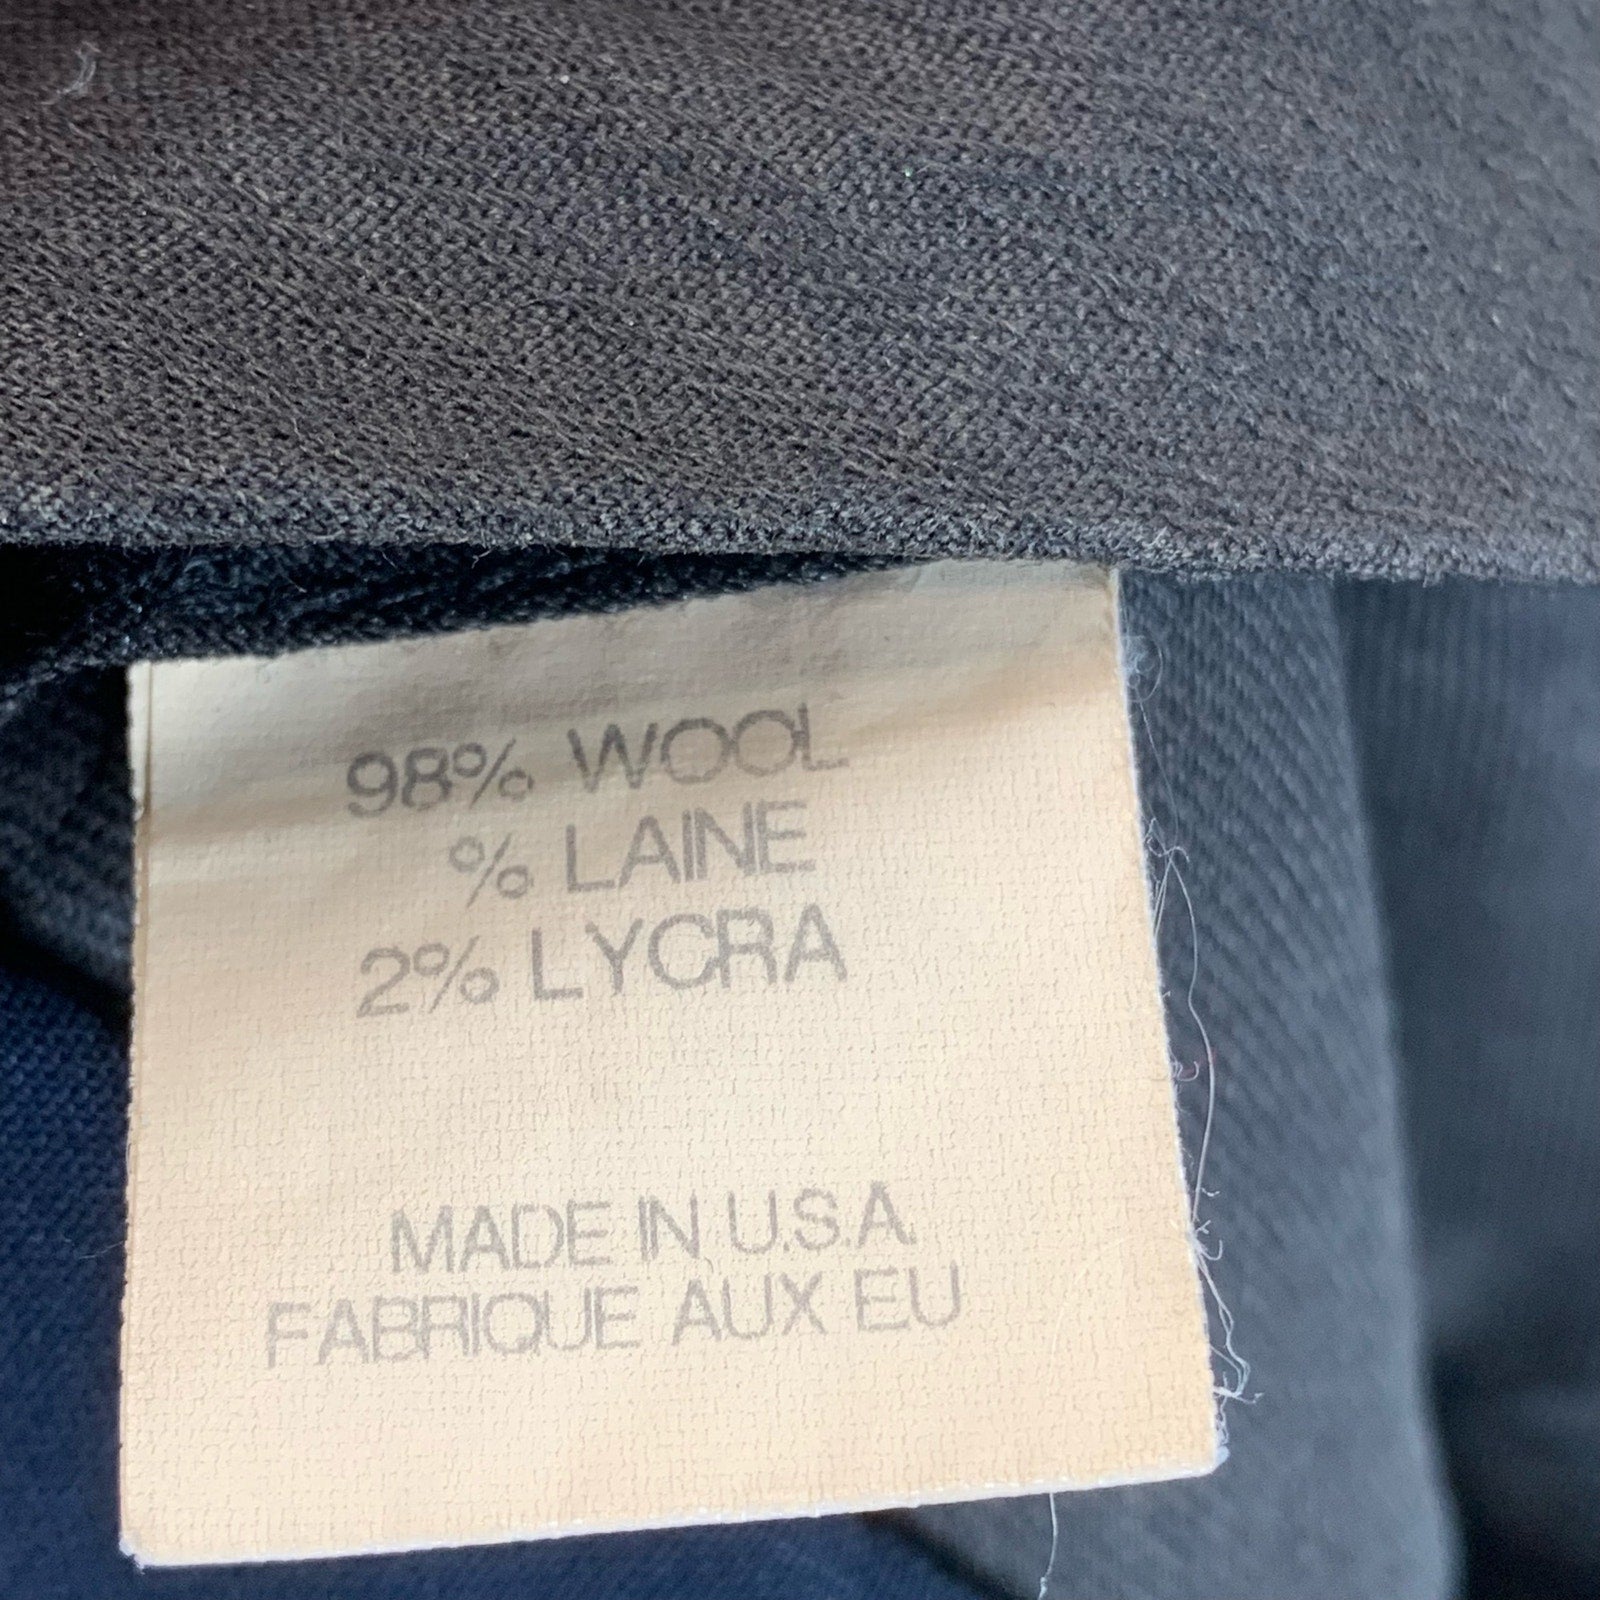 98% WOOL
% LAINE
2% LYCRA
MADE IN U.S.A.
FABRIQUE AUX EU